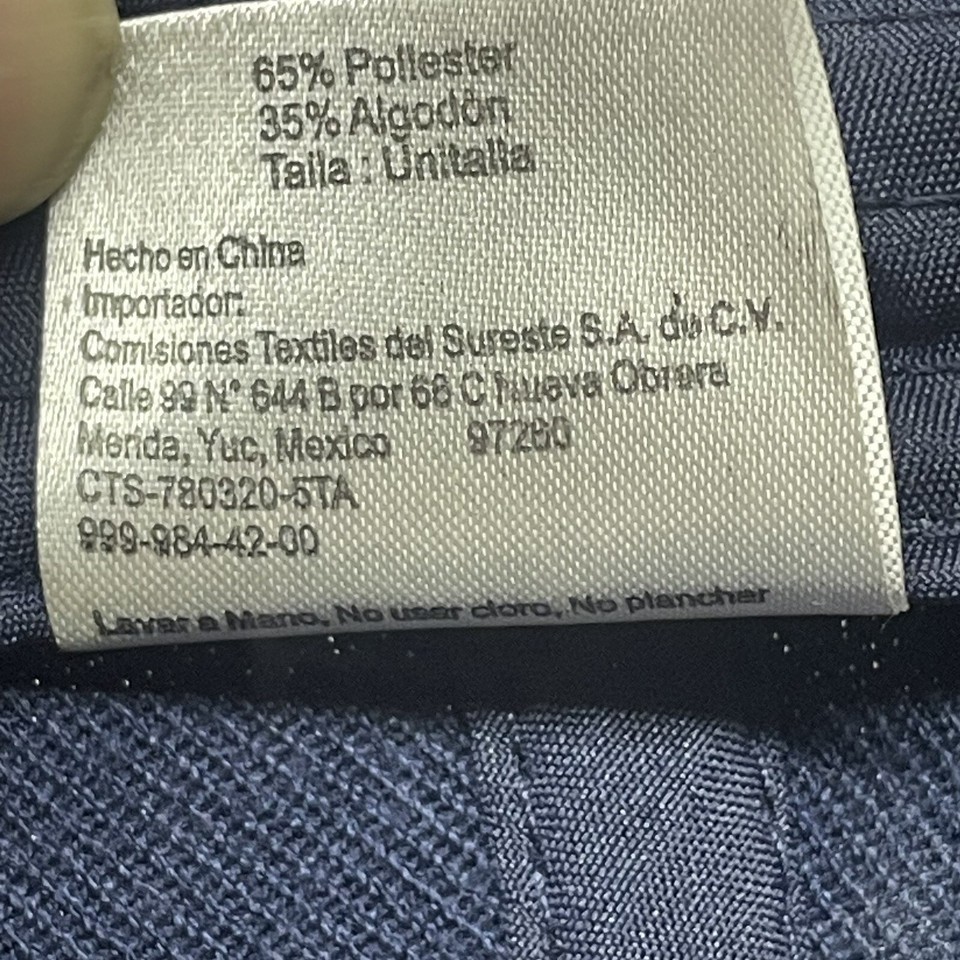 65% Poliester
35% Algodón
Talla : Unitalla
Hecho en China
Importador:
Comisiones Textiles del Sureste S.A. de C.V.
Calle 99 N° 644 B por 66 C Nueva Obrera
Merida, Yuc, Mexico 97260
CTS-780320-5TA
999-984-42-00
Lavar a Mano, No usar cloro, No planchar